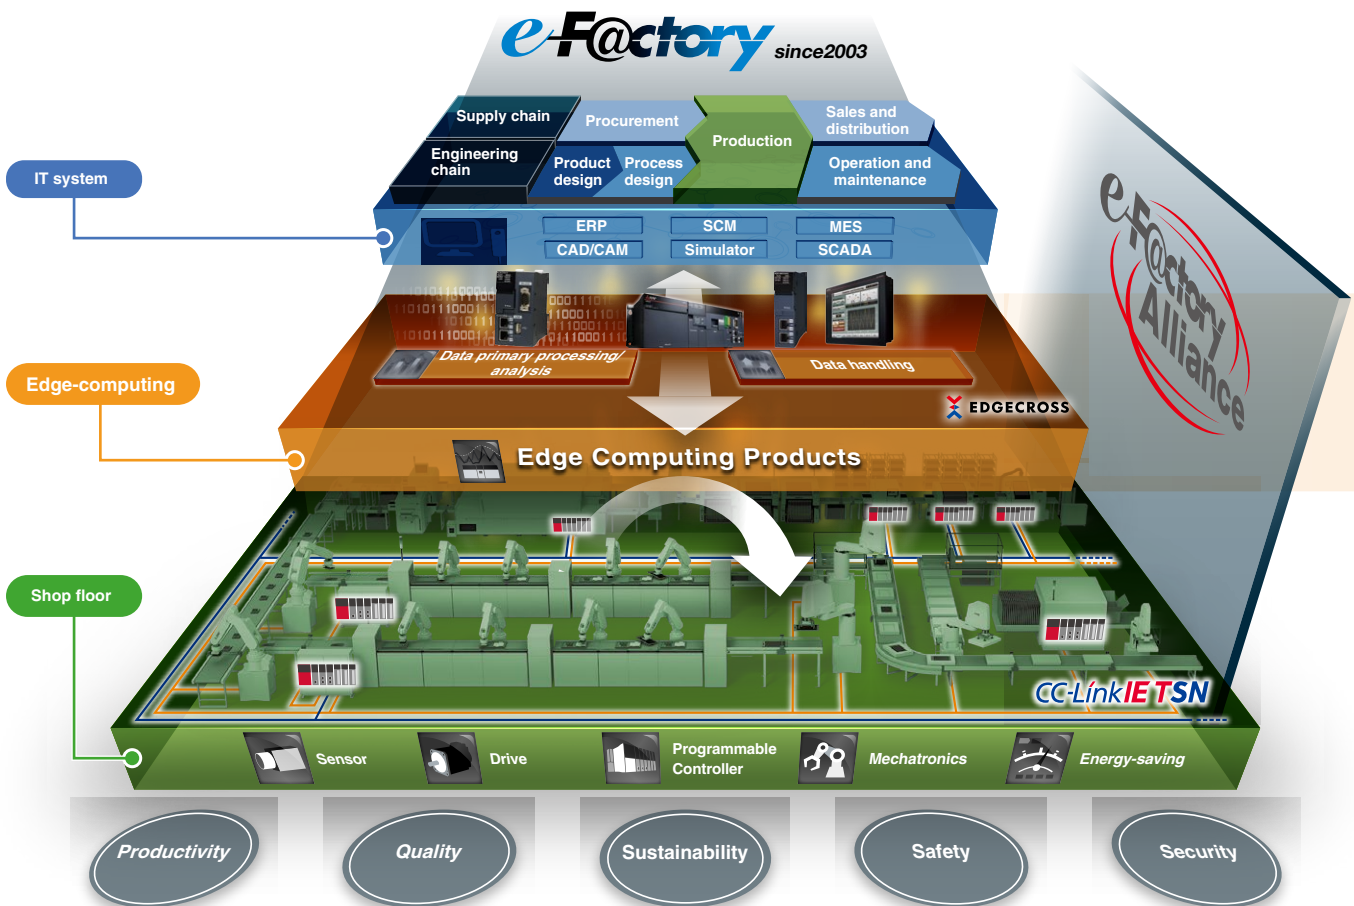 e-F@ctory since2003
Supply chain
Procurement
Production
Sales and
distribution
Engineering
chain
Product
design
Process
design
Operation and
maintenance
IT system
ERP
SCM
MES
CAD/CAM
Simulator
SCADA
e-F@ctory
Alliance
Edge-computing
Data primary processing/
analysis
Data handling
EDGECROSS
Edge Computing Products
Shop floor
CC-Link IE TSN
Sensor
Drive
Programmable
Controller
Mechatronics
Energy-saving
Productivity
Quality
Sustainability
Safety
Security